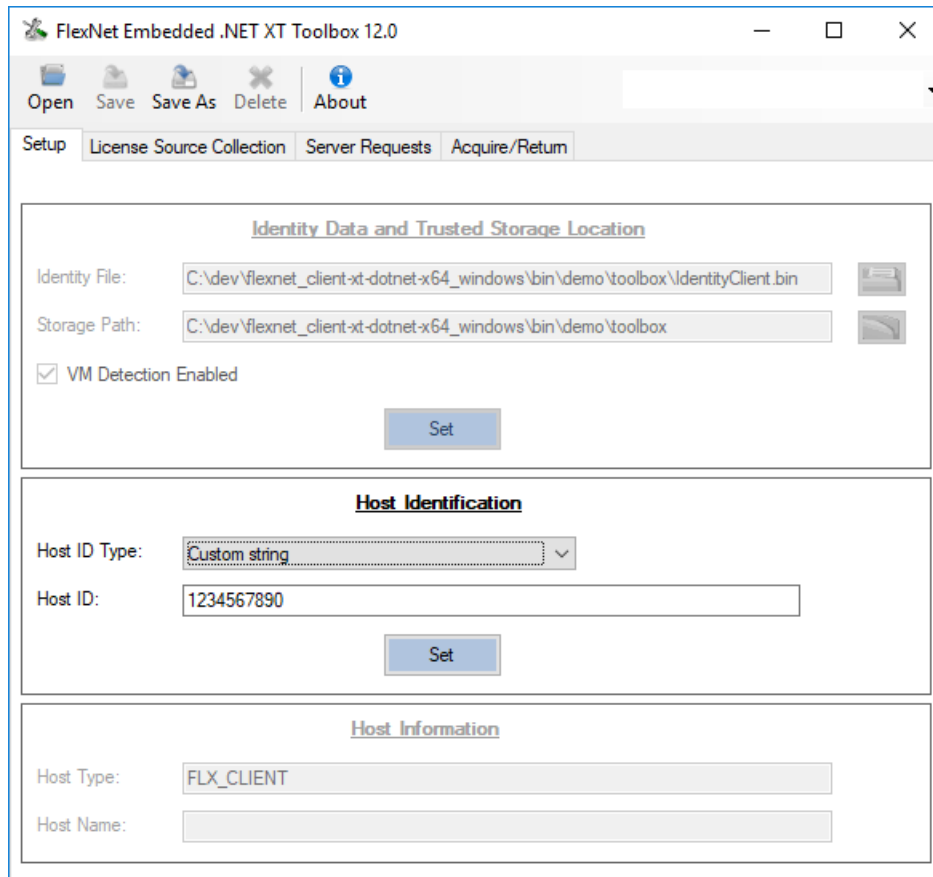 FlexNet Embedded .NET XT Toolbox 12.0
Open Save Save As Delete About
Setup License Source Collection Server Requests Acquire/Return
Identity Data and Trusted Storage Location
Identity File: C:\dev\flexnet_client-xt-dotnet-x64_windows\bin\demo\toolbox\IdentityClient.bin
Storage Path: C:\dev\flexnet_client-xt-dotnet-x64_windows\bin\demo\toolbox
VM Detection Enabled
Set
Host Identification
Host ID Type: Custom string
Host ID: 1234567890
Set
Host Information
Host Type: FLX_CLIENT
Host Name: